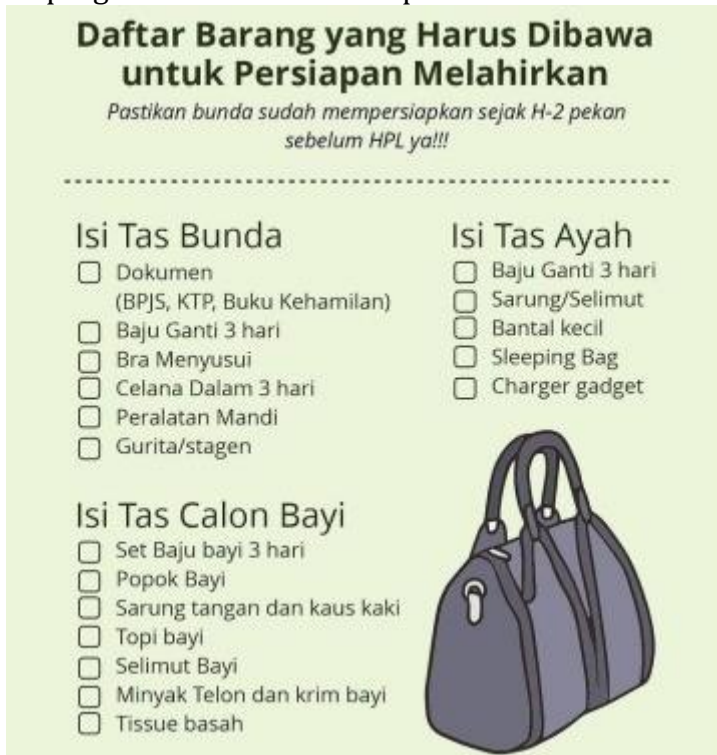 Daftar Barang yang Harus Dibawa
untuk Persiapan Melahirkan
Pastikan bunda sudah mempersiapkan sejak H-2 pekan
sebelum HPL ya!!!
Isi Tas Bunda
Dokumen
(BPJS, KTP, Buku Kehamilan)
Baju Ganti 3 hari
Bra Menyusui
Celana Dalam 3 hari
Peralatan Mandi
Gurita/stagen
Isi Tas Ayah
Baju Ganti 3 hari
Sarung/Selimut
Bantal kecil
Sleeping Bag
Charger gadget
Isi Tas Calon Bayi
Set Baju bayi 3 hari
Popok Bayi
Sarung tangan dan kaus kaki
Topi bayi
Selimut Bayi
Minyak Telon dan krim bayi
Tissue basah